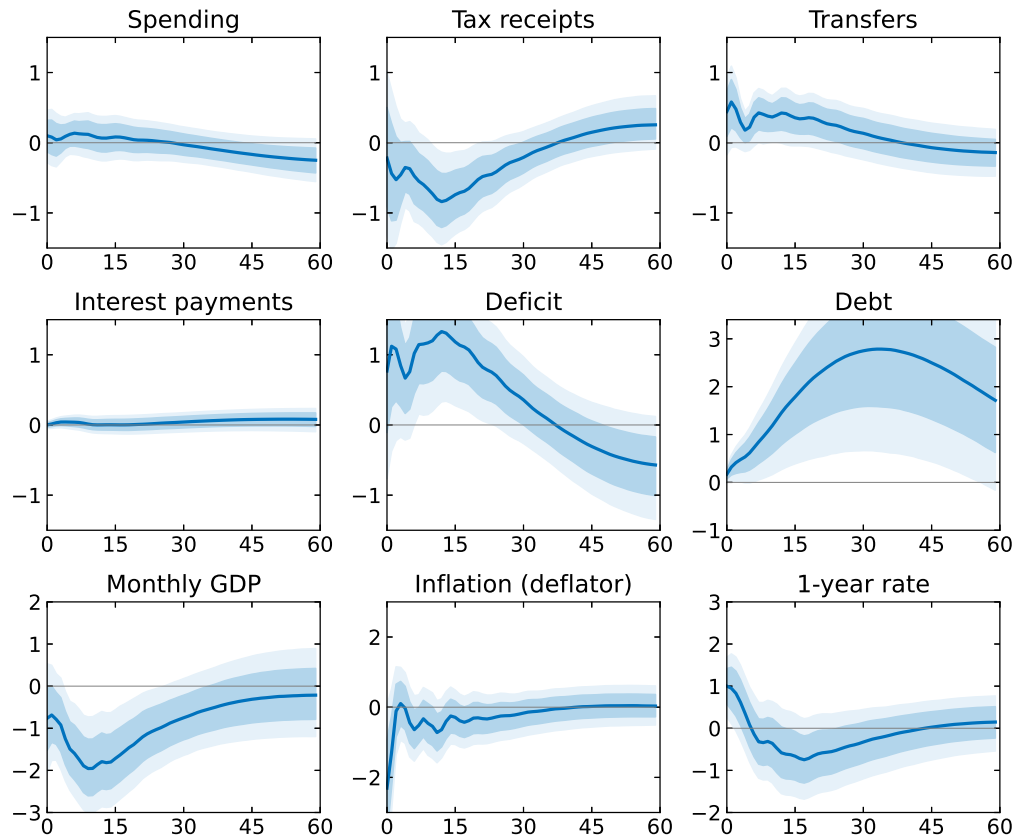 Spending Tax receipts Transfers
1 1 1
0 0 0
−1 −1 −1
0 15 30 45 60 0 15 30 45 60 0 15 30 45 60
Interest payments Deficit Debt
1 1 3
0 0 2
−1 −1 1
0
−1
0 15 30 45 60 0 15 30 45 60 0 15 30 45 60
Monthly GDP Inflation (deflator) 1-year rate
2 2 3
1 0 2
0 −2 1
−1 0
−2 −1
−3 −2
0 15 30 45 60 0 15 30 45 60 0 15 30 45 60